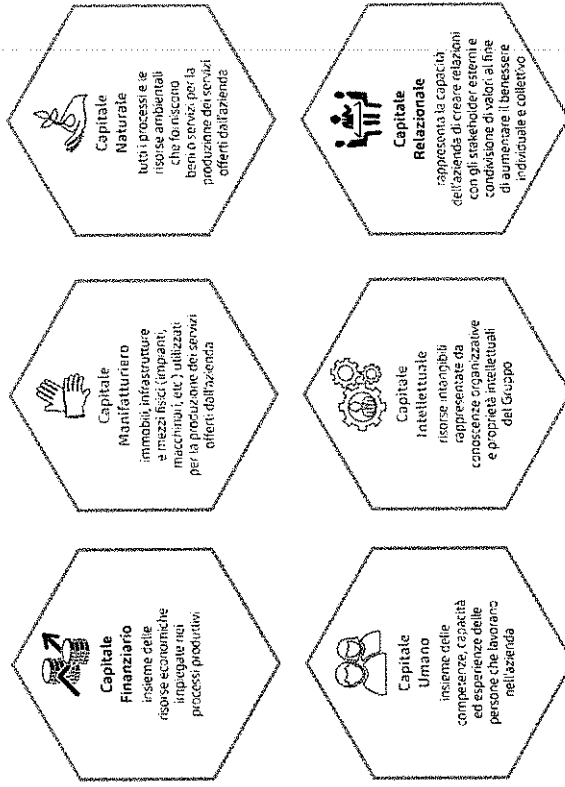 Capitale
Finanziario
insieme delle
risorse economiche
impiegate nei
processi produttivi
Capitale
Manifatturiero
immobili, infrastrutture
e mezzi fisici (impianti,
macchinari, etc) utilizzati
per la produzione dei servizi
offerti dall'azienda
Capitale
Naturale
tutti i processi e le
risorse ambientali
che forniscono
beni o servizi per la
produzione dei servizi
offerti dall'azienda
Capitale
Umano
insieme delle
competenze, capacità
ed esperienze delle
persone che lavorano
nell'azienda
Capitale
Intellettuale
risorse intangibili
rappresentate da
conoscenze organizzative
e proprietà intellettuali
del Gruppo
Capitale
Relazionale
rappresenta la capacità
dell'azienda di creare relazioni
con gli stakeholder esterni e
condivisione di valori al fine
di aumentare il benessere
individuale e collettivo